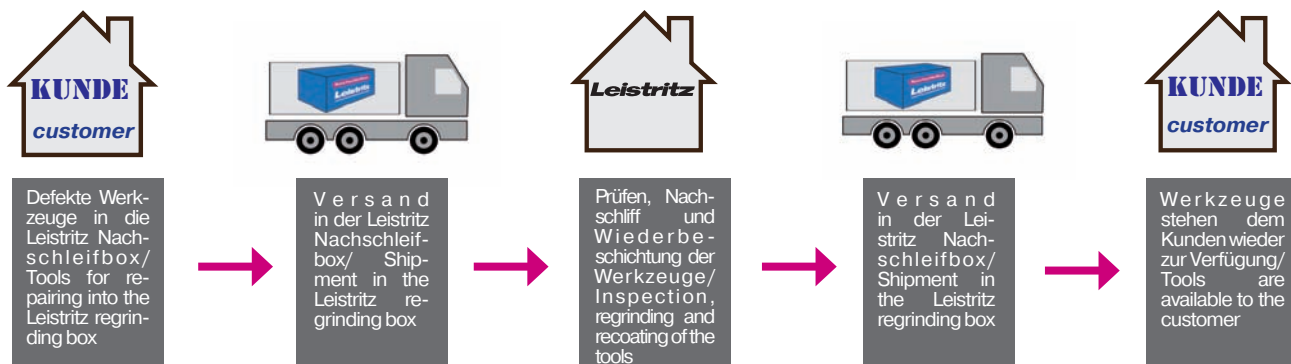 KUNDE
customer
Leistritz
Leistritz
Leistritz
KUNDE
customer
Defekte Werk-
zeuge in die
Leistritz Nach-
schleifbox/
Tools for re-
pairing into the
Leistritz regrin-
ding box
Versand
in der Leistritz
Nachschleif-
box/ Ship-
ment in the
Leistritz re-
grinding box
Prüfen, Nach-
schliff und
Wiederbe-
schichtung der
Werkzeuge/
Inspection,
regrinding and
recoating of the
tools
Versand
in der Lei-
stritz Nach-
schleifbox/
Shipment in
the Leistritz
regrinding box
Werkzeuge
stehen dem
Kunden wieder
zur Verfügung/
Tools are
available to the
customer